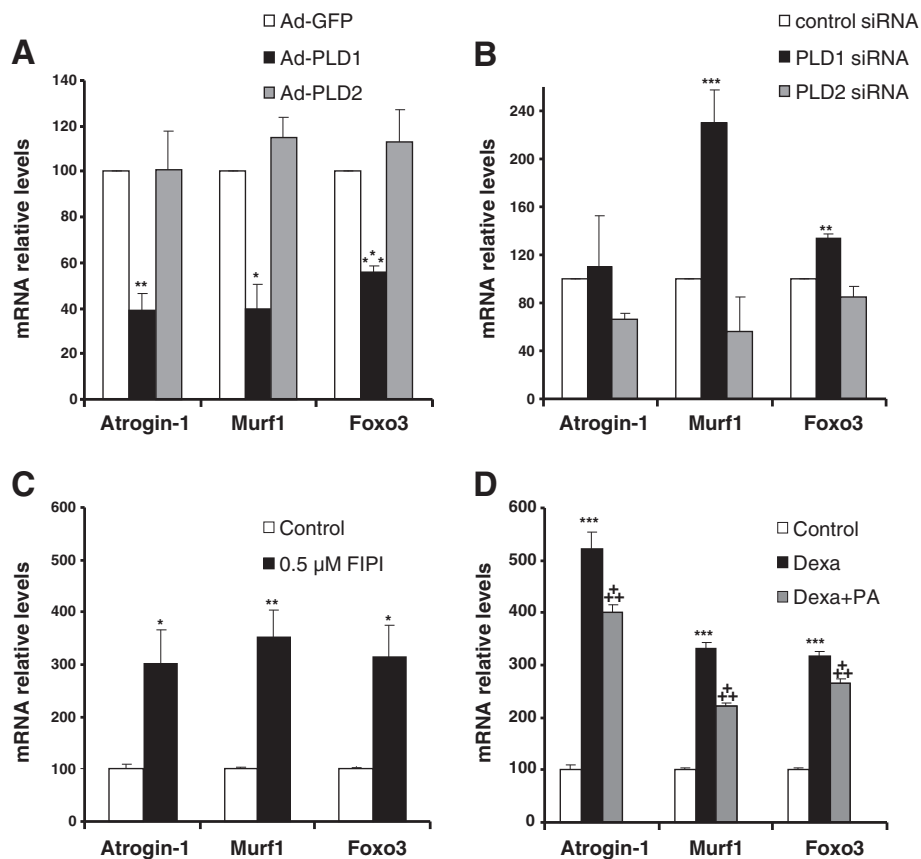 A
Ad-GFP
Ad-PLD1
Ad-PLD2
mRNA relative levels
140
120
100
80
60
40
20
0
**
*
***
Atrogin-1 Murf1 Foxo3
B
control siRNA
PLD1 siRNA
PLD2 siRNA
mRNA relative levels
240
200
160
120
80
40
0
***
**
Atrogin-1 Murf1 Foxo3
C
Control
0.5 µM FIPI
mRNA relative levels
600
500
400
300
200
100
0
*
**
*
Atrogin-1 Murf1 Foxo3
D
Control
Dexa
Dexa+PA
mRNA relative levels
600
500
400
300
200
100
0
***
+++
***
+++
***
+++
Atrogin-1 Murf1 Foxo3